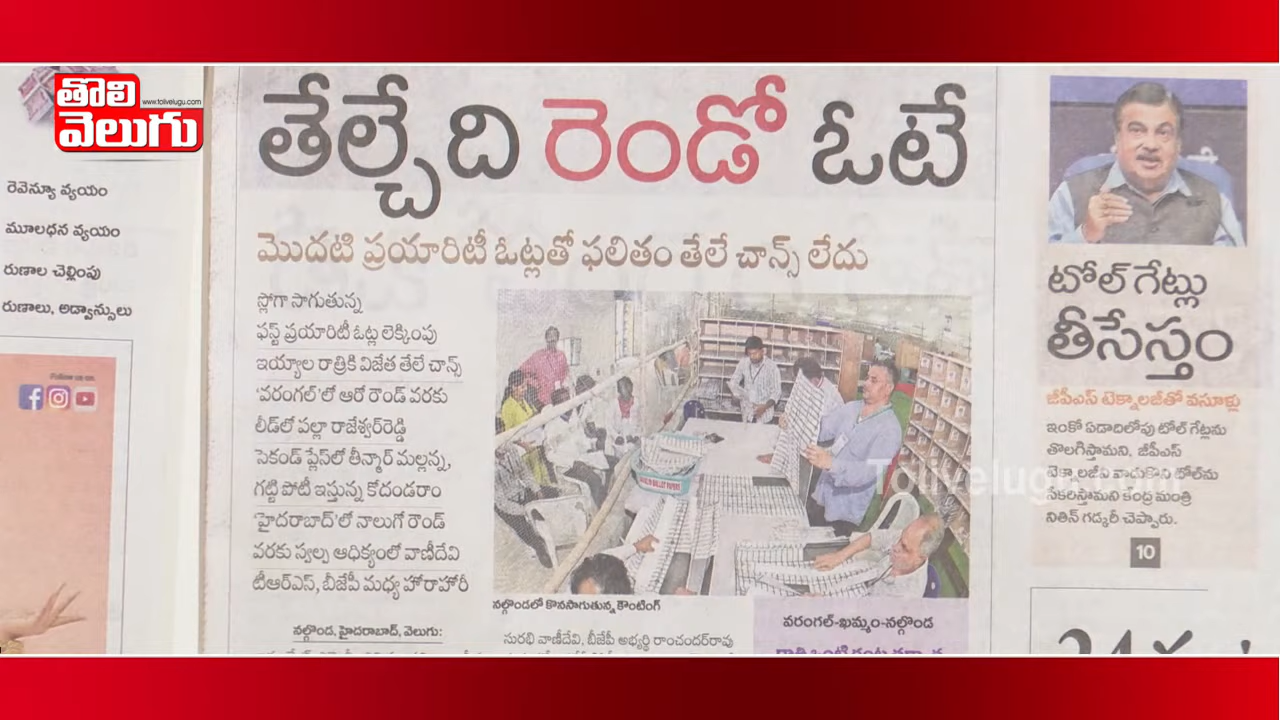 తొలి
www.tolivelugu.com
వెలుగు
రెవెన్యూ వ్యయం
మూలధన వ్యయం
రుణాల చెల్లింపు
రుణాలు, అడ్వాన్సులు
Follow us on:
తేల్చేది రెండో ఓటే
మొదటి ప్రయారిటీ ఓట్లతో ఫలితం తేలే చాన్స్ లేదు
స్లోగా సాగుతున్న
ఫస్ట్ ప్రయారిటీ ఓట్ల లెక్కింపు
ఇయ్యాల రాత్రికి విజేత తేలే చాన్స్
'వరంగల్'లో ఆరో రౌండ్ వరకు
లీడ్‌లో పల్లా రాజేశ్వర్‌రెడ్డి
సెకండ్ ప్లేస్‌లో తీన్మార్ మల్లన్న,
గట్టి పోటీ ఇస్తున్న కోదండరాం
'హైదరాబాద్'లో నాలుగో రౌండ్
వరకు స్వల్ప ఆధిక్యంలో వాణీదేవి
టీఆర్ఎస్, బీజేపీ మధ్య హోరాహోరీ
నల్గొండ, హైదరాబాద్, వెలుగు:
నల్గొండలో కొనసాగుతున్న కౌంటింగ్
సురభి వాణీదేవి, బీజేపీ అభ్యర్థి రాంచందర్‌రావు
వరంగల్-ఖమ్మం-నల్గొండ
టోల్ గేట్లు
తీసేస్తం
జీపీఎస్ టెక్నాలజీతో వసూళ్లు
ఇంకో ఏడాదిలోపు టోల్ గేట్లను
తొలగిస్తామని, జీపీఎస్
టెక్నాలజీని వాడుకొని టోల్‌ను
సేకరిస్తామని కేంద్ర మంత్రి
నితిన్ గడ్కరీ చెప్పారు.
10
Tolivelugu.com